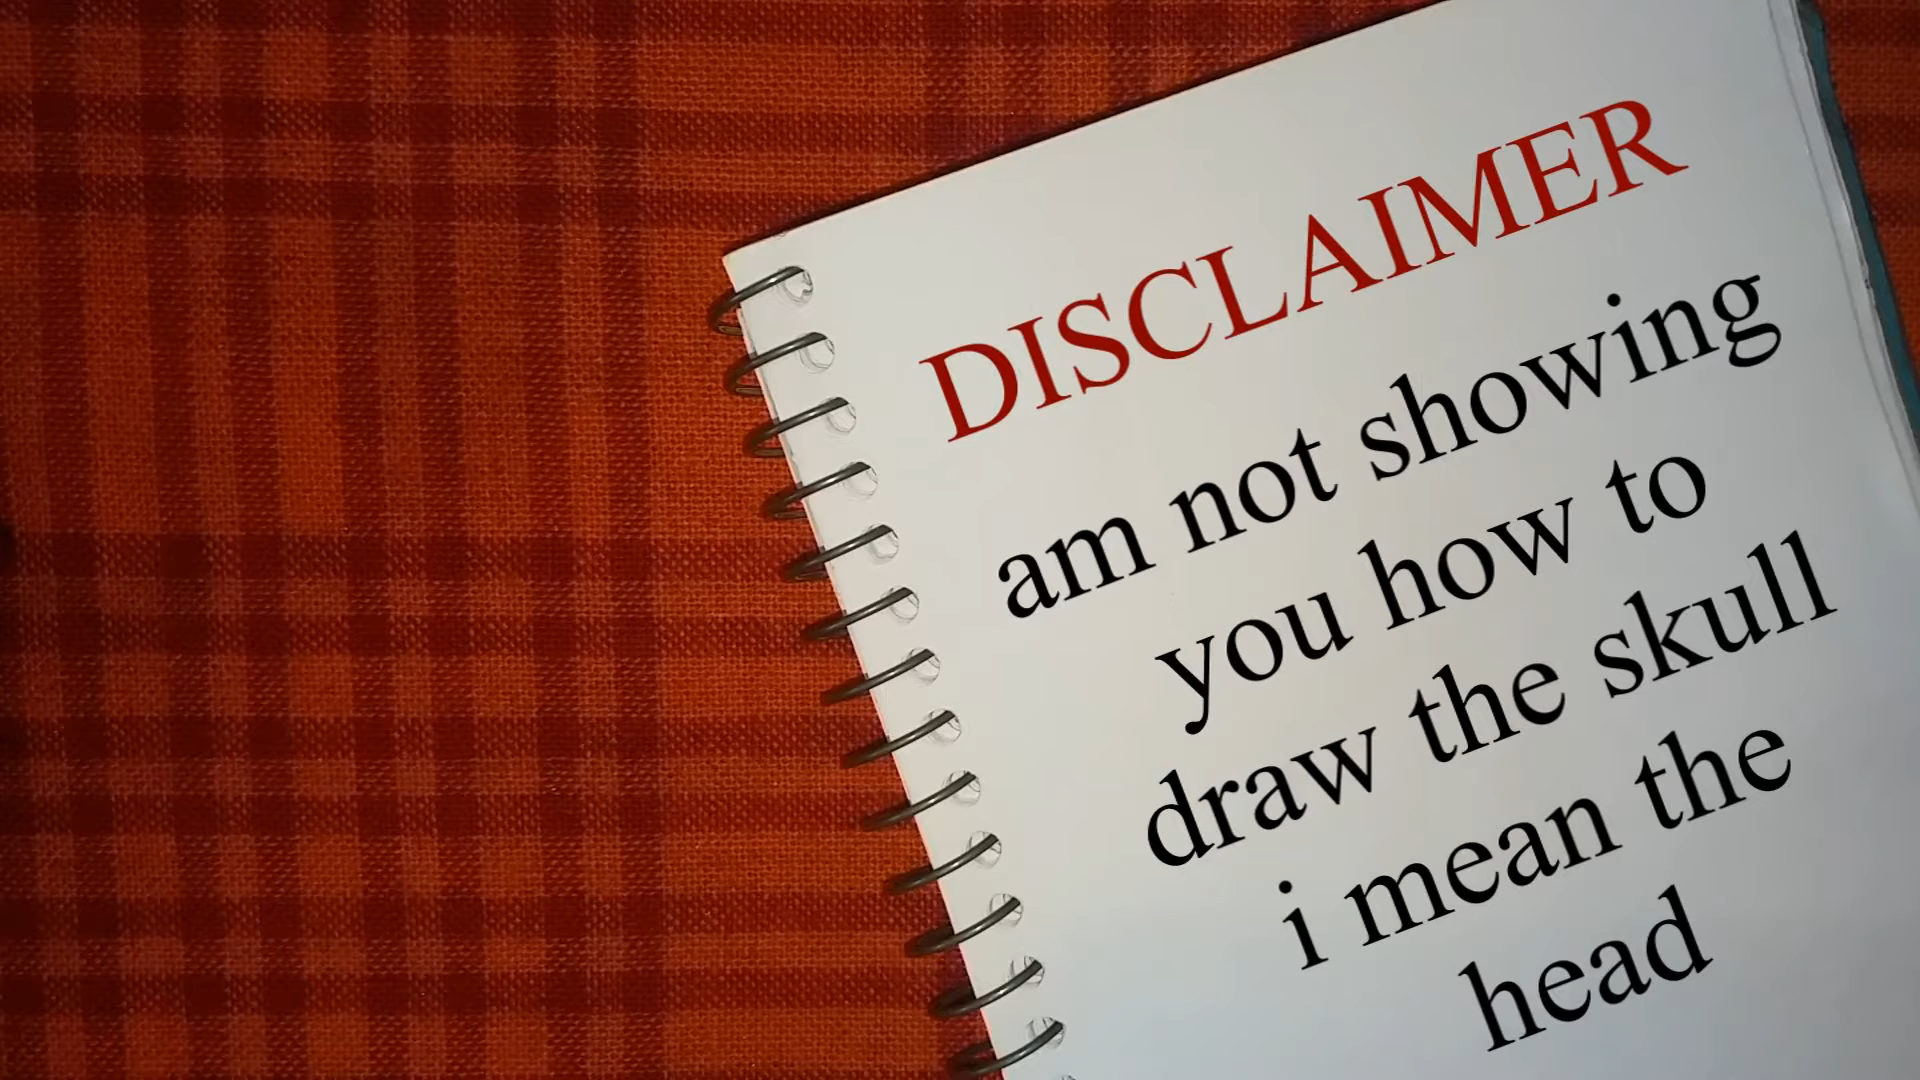 DISCLAIMER
am not showing
you how to
draw the skull
i mean the
head